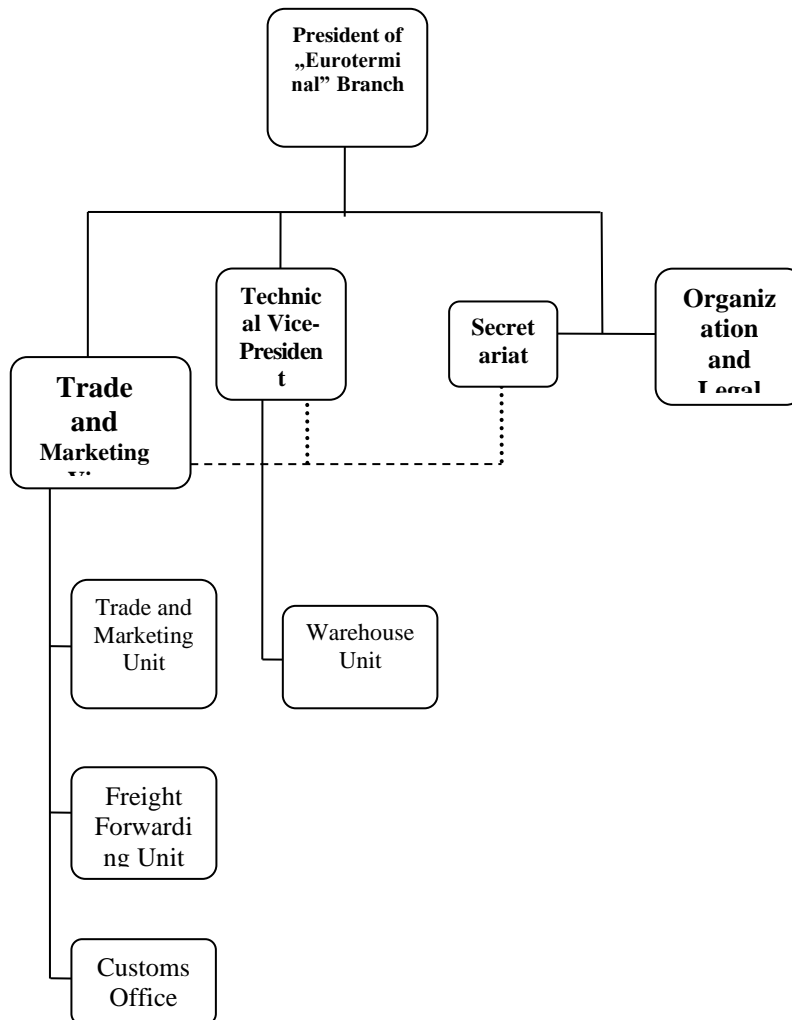 President of
„Eurotermi
nal” Branch
Technic
al Vice-
Presiden
t
Secret
ariat
Organiz
ation
and
Legal
Trade
and
Marketing
Trade and
Marketing
Unit
Warehouse
Unit
Freight
Forwardi
ng Unit
Customs
Office